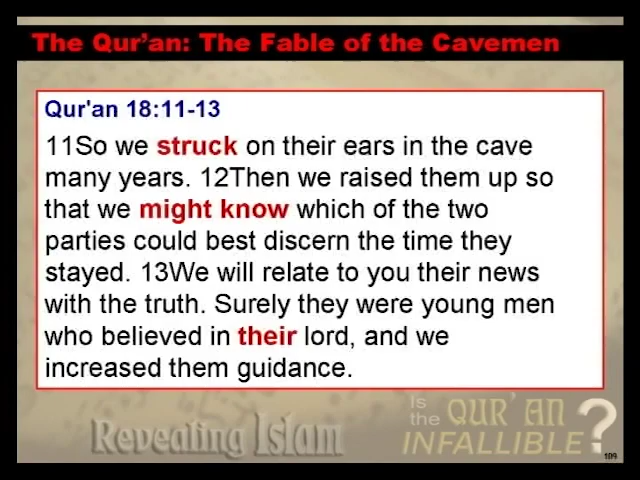 The Qur'an: The Fable of the Cavemen
Qur'an 18:11-13
11So we struck on their ears in the cave
many years. 12Then we raised them up so
that we might know which of the two
parties could best discern the time they
stayed. 13We will relate to you their news
with the truth. Surely they were young men
who believed in their lord, and we
increased them guidance.
Revealing Islam
Is
the QUR'AN
INFALLIBLE?
109